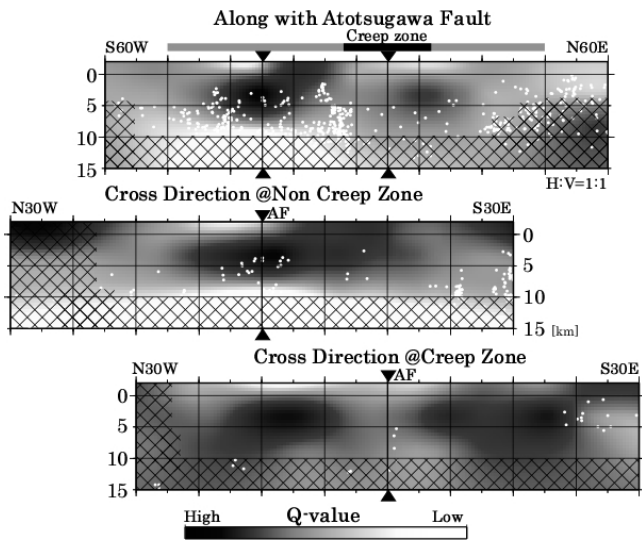 Along with Atotsugawa Fault
Creep zone
S60W
N60E
0
5
10
15
H:V=1:1
Cross Direction @Non Creep Zone
N30W
AF
S30E
0
5
10
15 [km]
Cross Direction @Creep Zone
N30W
AF
S30E
0
5
10
15
High Q-value Low